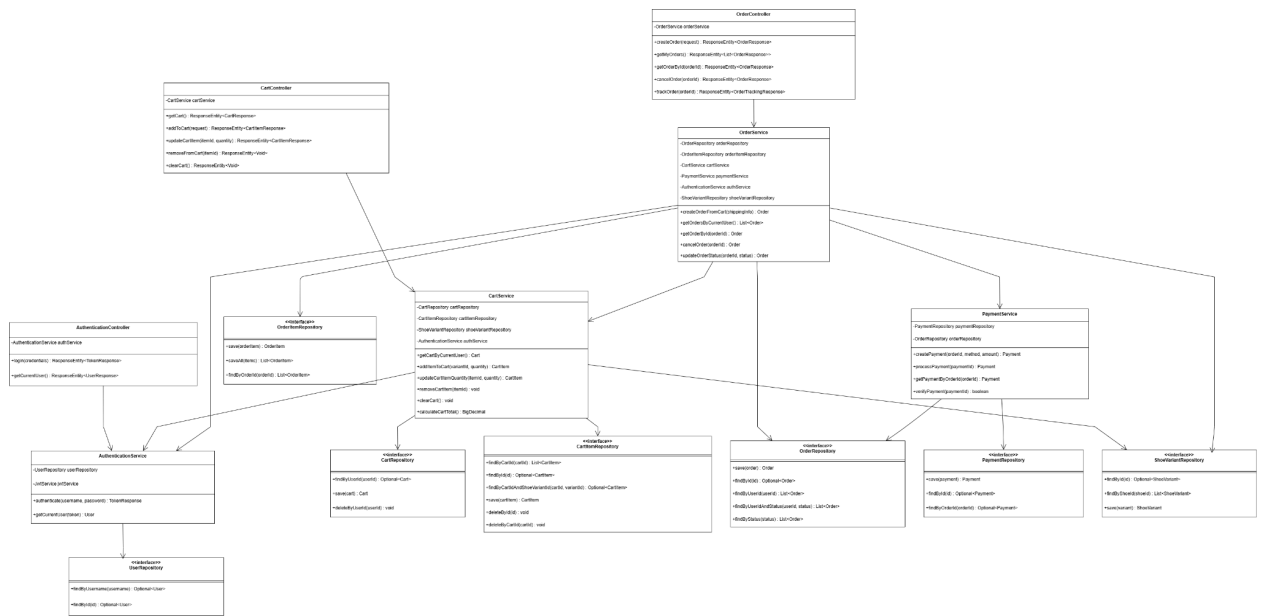 OrderController
-OrderService orderService
+createOrder(request) : ResponseEntity<OrderResponse>
+getMyOrders() : ResponseEntity<List<OrderResponse>>
+getOrderById(orderId) : ResponseEntity<OrderResponse>
+cancelOrder(orderId) : ResponseEntity<OrderResponse>
+trackOrder(orderId) : ResponseEntity<OrderTrackingResponse>
CartController
-CartService cartService
+getCart() : ResponseEntity<CartResponse>
+addToCart(request) : ResponseEntity<CartItemResponse>
+updateCartItem(itemId, quantity) : ResponseEntity<CartItemResponse>
+removeFromCart(itemId) : ResponseEntity<Void>
+clearCart() : ResponseEntity<Void>
OrderService
-OrderRepository orderRepository
-OrderItemRepository orderItemRepository
-CartService cartService
-PaymentService paymentService
-AuthenticationService authService
-ShoeVariantRepository shoeVariantRepository
+createOrderFromCart(shippingInfo) : Order
+getOrdersByCurrentUser() : List<Order>
+getOrderById(orderId) : Order
+cancelOrder(orderId) : Order
+updateOrderStatus(orderId, status) : Order
CartService
-CartRepository cartRepository
-CartItemRepository cartItemRepository
-ShoeVariantRepository shoeVariantRepository
-AuthenticationService authService
+getCartByCurrentUser() : Cart
+addItemToCart(variantId, quantity) : CartItem
+updateCartItemQuantity(itemId, quantity) : CartItem
+removeCartItem(itemId) : void
+clearCart() : void
+calculateCartTotal() : BigDecimal
<<interface>>
OrderItemRepository
+save(orderItem) : OrderItem
+saveAll(items) : List<OrderItem>
+findByOrderId(orderId) : List<OrderItem>
AuthenticationController
-AuthenticationService authService
+login(credentials) : ResponseEntity<TokenResponse>
+getCurrentUser() : ResponseEntity<UserResponse>
PaymentService
-PaymentRepository paymentRepository
-OrderRepository orderRepository
+createPayment(orderId, method, amount) : Payment
+processPayment(paymentId) : Payment
+getPaymentByOrderId(orderId) : Payment
+verifyPayment(paymentId) : boolean
AuthenticationService
-UserRepository userRepository
-JwtService jwtService
+authenticate(userName, password) : TokenResponse
+getCurrentUser(token) : User
<<interface>>
CartRepository
+findByUserId(userId) : Optional<Cart>
+save(cart) : Cart
+deleteByUserId(userId) : void
<<interface>>
CartItemRepository
+findByCartId(cartId) : List<CartItem>
+findById(id) : Optional<CartItem>
+findByCartIdAndShoeVariantId(cartId, variantId) : Optional<CartItem>
+save(cartItem) : CartItem
+deleteById(id) : void
+deleteByCartId(cartId) : void
<<interface>>
OrderRepository
+save(order) : Order
+findById(id) : Optional<Order>
+findByUserId(userId) : List<Order>
+findByUserIdAndStatus(userId, status) : List<Order>
+findByStatus(status) : List<Order>
<<interface>>
PaymentRepository
+save(payment) : Payment
+findById(id) : Optional<Payment>
+findByOrderId(orderId) : Optional<Payment>
<<interface>>
ShoeVariantRepository
+findById(id) : Optional<ShoeVariant>
+findByShoeId(shoeId) : List<ShoeVariant>
+save(variant) : ShoeVariant
<<interface>>
UserRepository
+findByUsername(username) : Optional<User>
+findById(id) : Optional<User>